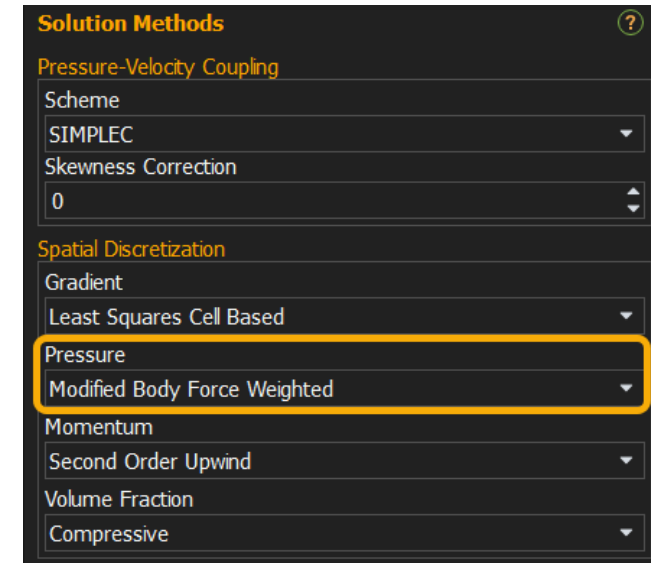 Solution Methods
?
Pressure-Velocity Coupling
Scheme
SIMPLEC
Skewness Correction
0
Spatial Discretization
Gradient
Least Squares Cell Based
Pressure
Modified Body Force Weighted
Momentum
Second Order Upwind
Volume Fraction
Compressive